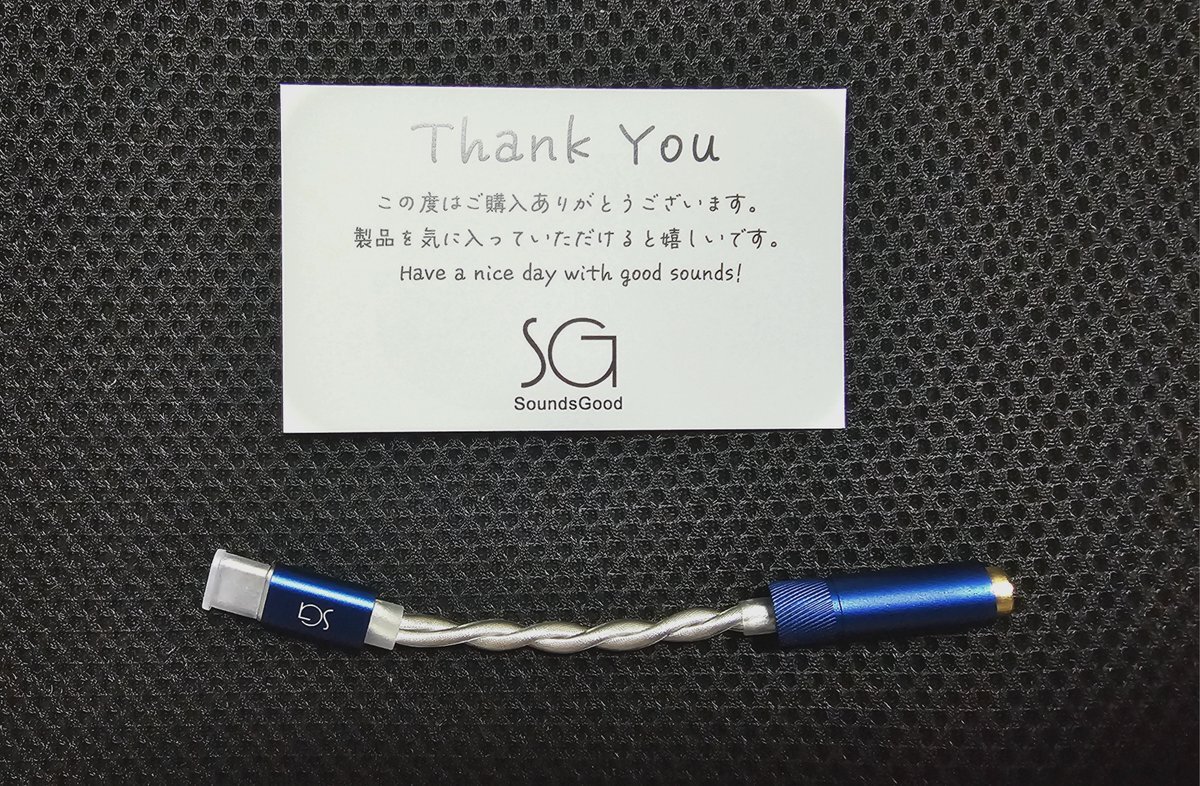 Thank You
この度はご購入ありがとうございます。
製品を気に入っていただけると嬉しいです。
Have a nice day with good sounds!
SG
SoundsGood
SG